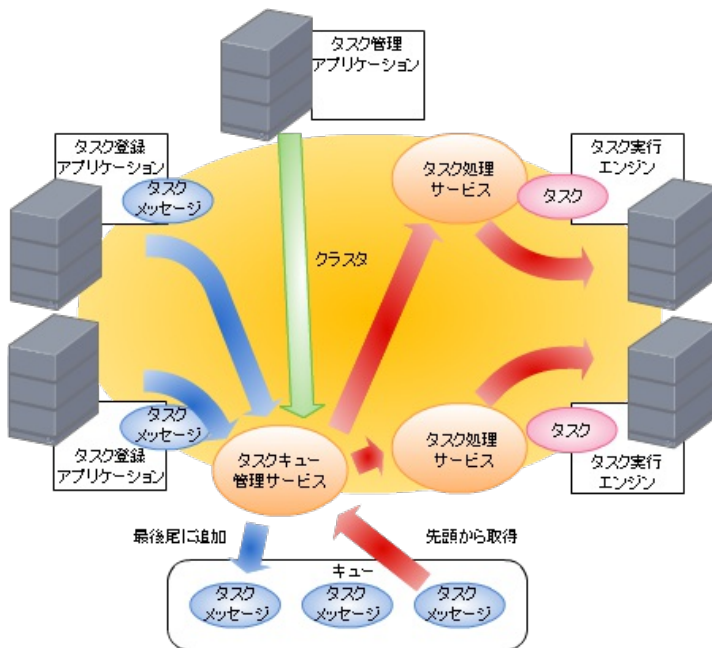 タスク管理
アプリケーション
タスク登録
アプリケーション
タスク
メッセージ
タスク処理
サービス
タスク
タスク実行
エンジン
クラスタ
タスク
メッセージ
タスク登録
アプリケーション
タスクキュー
管理サービス
タスク処理
サービス
タスク
タスク実行
エンジン
最後尾に追加
先頭から取得
キュー
タスク
メッセージ
タスク
メッセージ
タスク
メッセージ